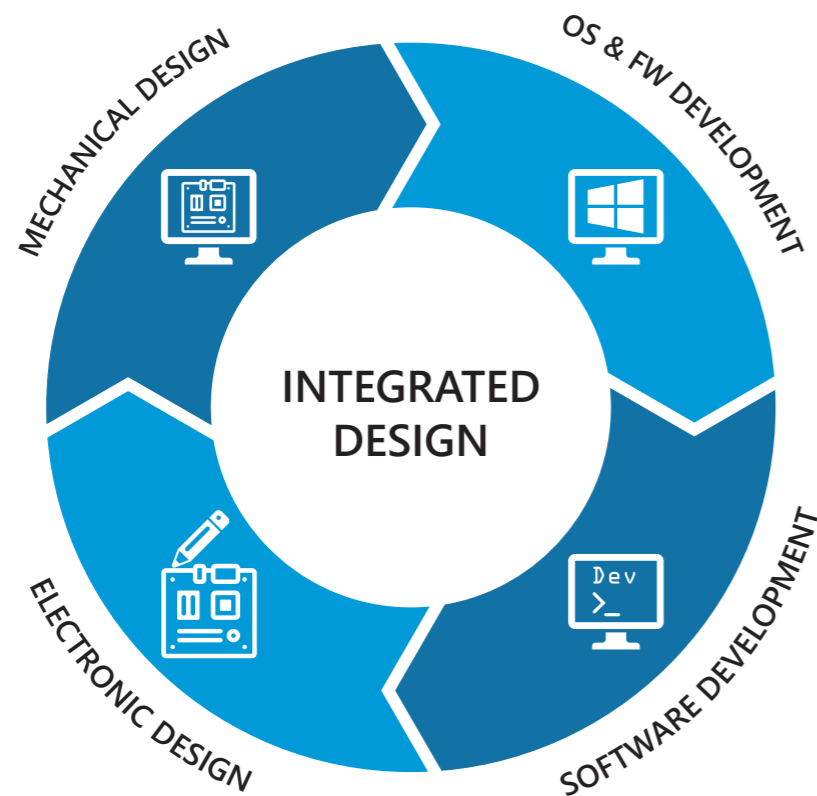 MECHANICAL DESIGN
OS & FW DEVELOPMENT
INTEGRATED
DESIGN
Dev
>_
ELECTRONIC DESIGN
SOFTWARE DEVELOPMENT